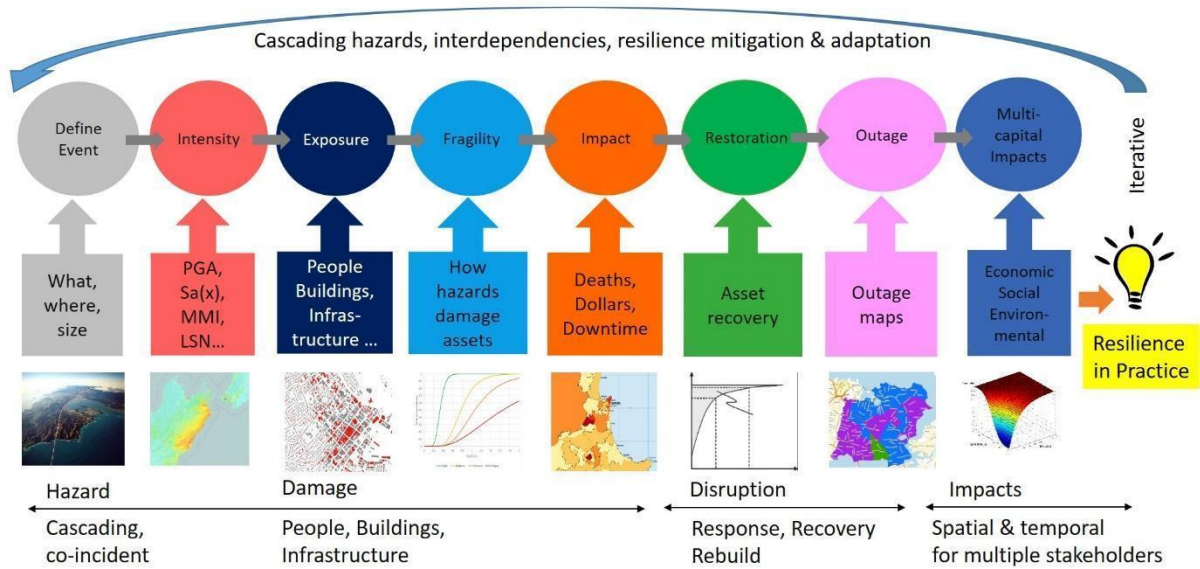 Cascading hazards, interdependencies, resilience mitigation & adaptation
Define
Event
Intensity
Exposure
Fragility
Impact
Restoration
Outage
Multi-
capital
Impacts
Iterative
What,
where,
size
PGA,
Sa(x),
MMI,
LSN...
People
Buildings,
Infras-
tructure ...
How
hazards
damage
assets
Deaths,
Dollars,
Downtime
Asset
recovery
Outage
maps
Economic
Social
Environ-
mental
Resilience
in Practice
Hazard
Damage
Disruption
Impacts
Cascading,
co-incident
People, Buildings,
Infrastructure
Response, Recovery
Rebuild
Spatial & temporal
for multiple stakeholders